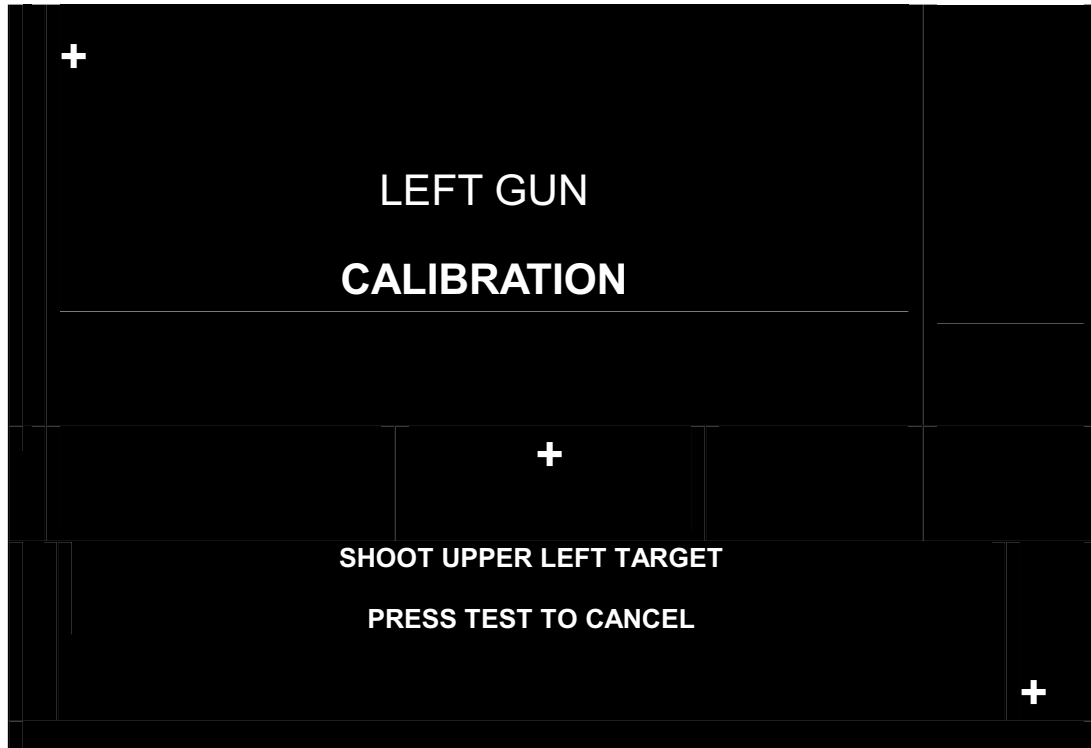 +
LEFT GUN
CALIBRATION
+
SHOOT UPPER LEFT TARGET
PRESS TEST TO CANCEL
+